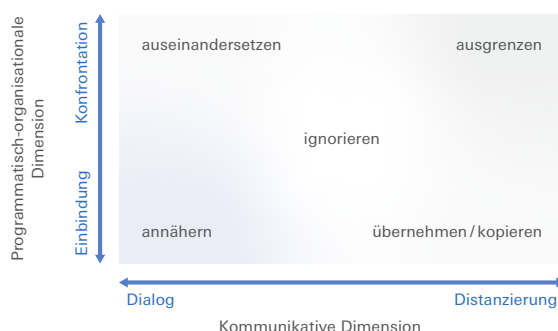 Programmatisch-organisationale
Dimension
Konfrontation
Einbindung
auseinandersetzen
ausgrenzen
ignorieren
annähern
übernehmen / kopieren
Dialog
Distanzierung
Kommunikative Dimension